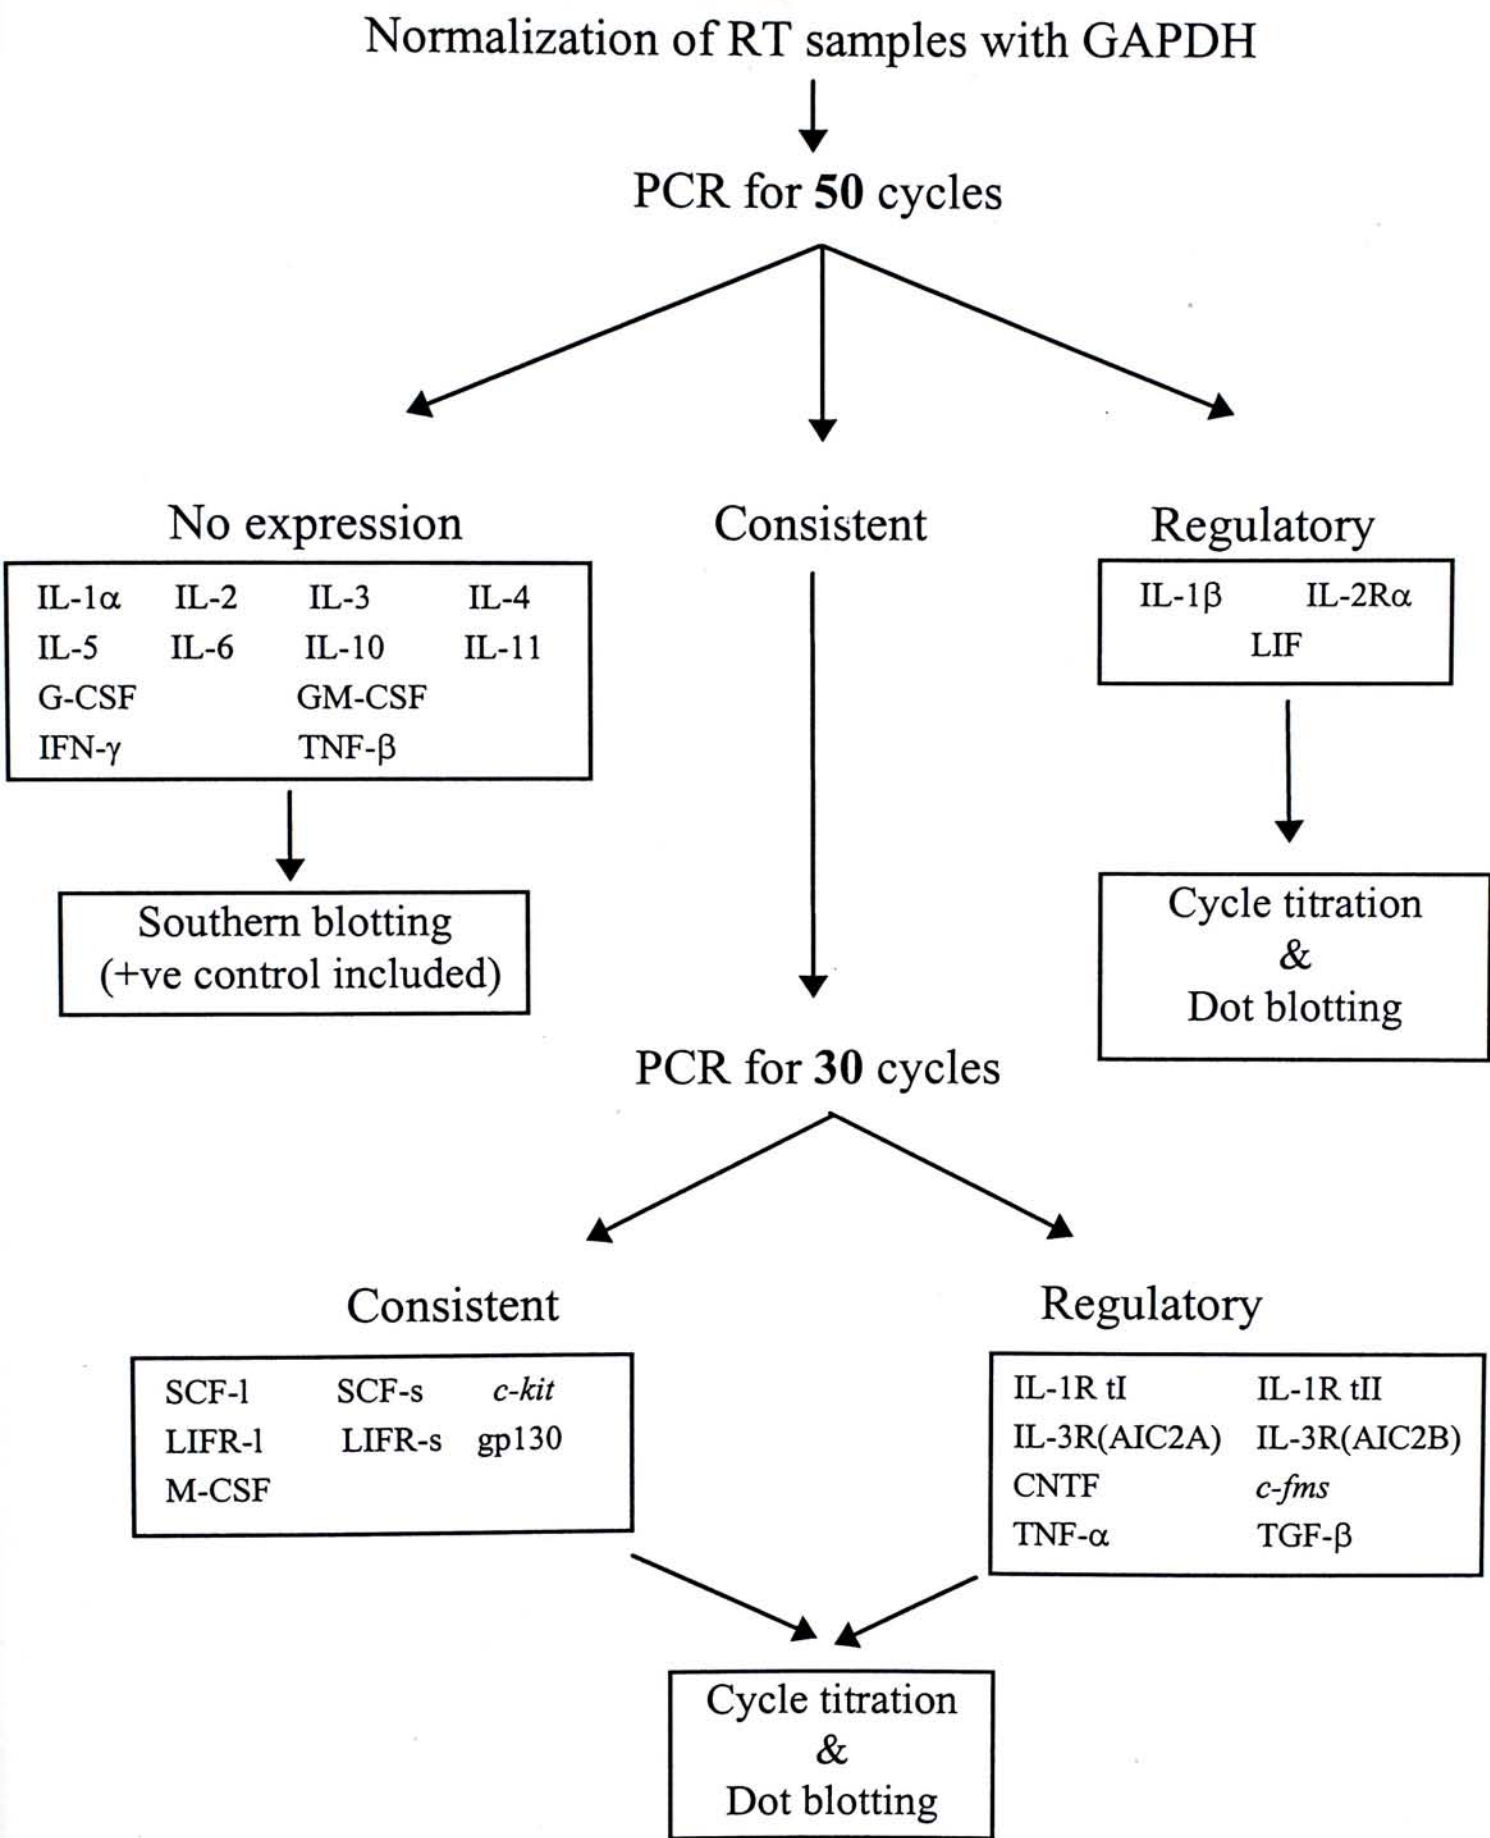 Normalization of RT samples with GAPDH
PCR for 50 cycles
No expression
IL-1α IL-2 IL-3 IL-4
IL-5 IL-6 IL-10 IL-11
G-CSF GM-CSF
IFN-γ TNF-β
Southern blotting
(+ve control included)
Consistent
Regulatory
IL-1β IL-2Rα
LIF
Cycle titration
&
Dot blotting
PCR for 30 cycles
Consistent
SCF-l SCF-s c-kit
LIFR-l LIFR-s gp130
M-CSF
Regulatory
IL-1R tI IL-1R tII
IL-3R(AIC2A) IL-3R(AIC2B)
CNTF c-fms
TNF-α TGF-β
Cycle titration
&
Dot blotting